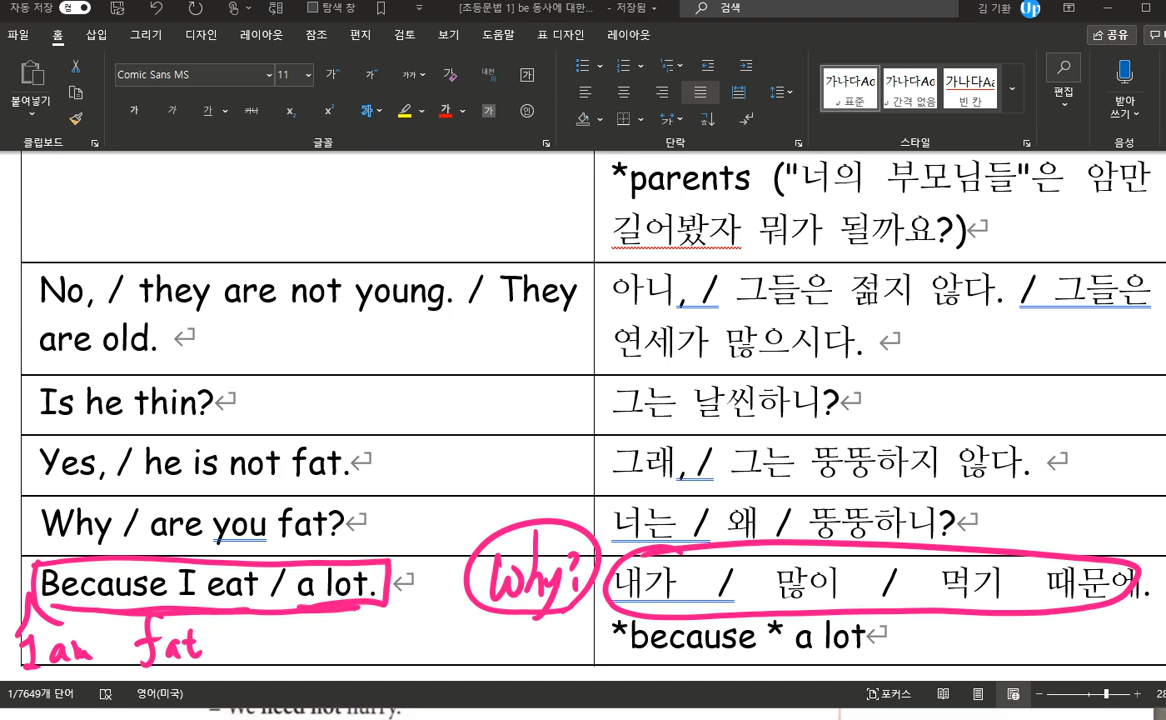 자동 저장 켬 탐색 창 [초등문법 1] be 동사에 대한... - 저장됨 검색 김 기환 Up
파일 홈 삽입 그리기 디자인 레이아웃 참조 편지 검토 도움말 표 디자인 레이아웃 공유
붙여넣기
Comic Sans MS 11
가나다Aa 가나다Aa 가나다Aa
표준 간격 없음 빈 칸
편집
받아
쓰기
클립보드 글꼴 단락 스타일 음성
*parents ("너의 부모님들"은 암만
길어봤자 뭐가 될까요?)
No, / they are not young. / They
are old.
아니, / 그들은 젊지 않다. / 그들은
연세가 많으시다.
Is he thin?
그는 날씬하니?
Yes, / he is not fat.
그래, / 그는 뚱뚱하지 않다.
Why / are you fat?
너는 / 왜 / 뚱뚱하니?
Because I eat / a lot.
Why?
내가 / 많이 / 먹기 때문에.
I am fat
*because * a lot
1/7649개 단어 영어(미국) 포커스 28
We need not hurry.